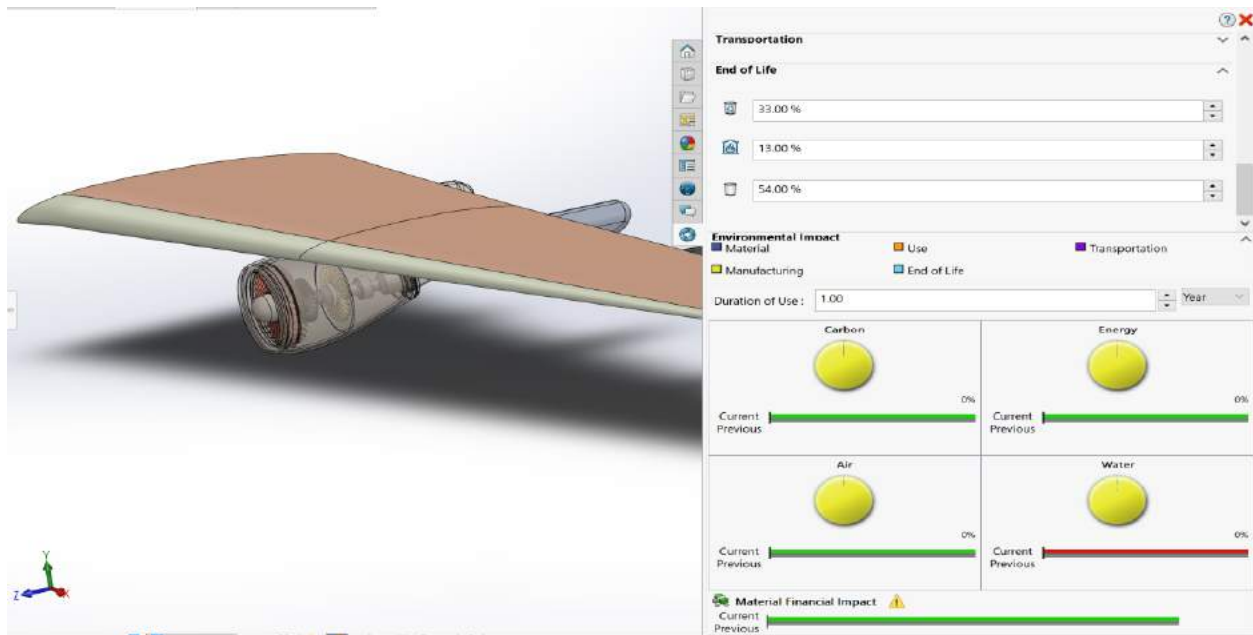 Transportation
End of Life
33.00 %
13.00 %
54.00 %
Environmental Impact
Material Use Transportation
Manufacturing End of Life
Duration of Use : 1.00 Year
Carbon Energy
0% 0%
Current Current
Previous Previous
Air Water
0% 0%
Current Current
Previous Previous
Material Financial Impact
Current
Previous
Y
Z X